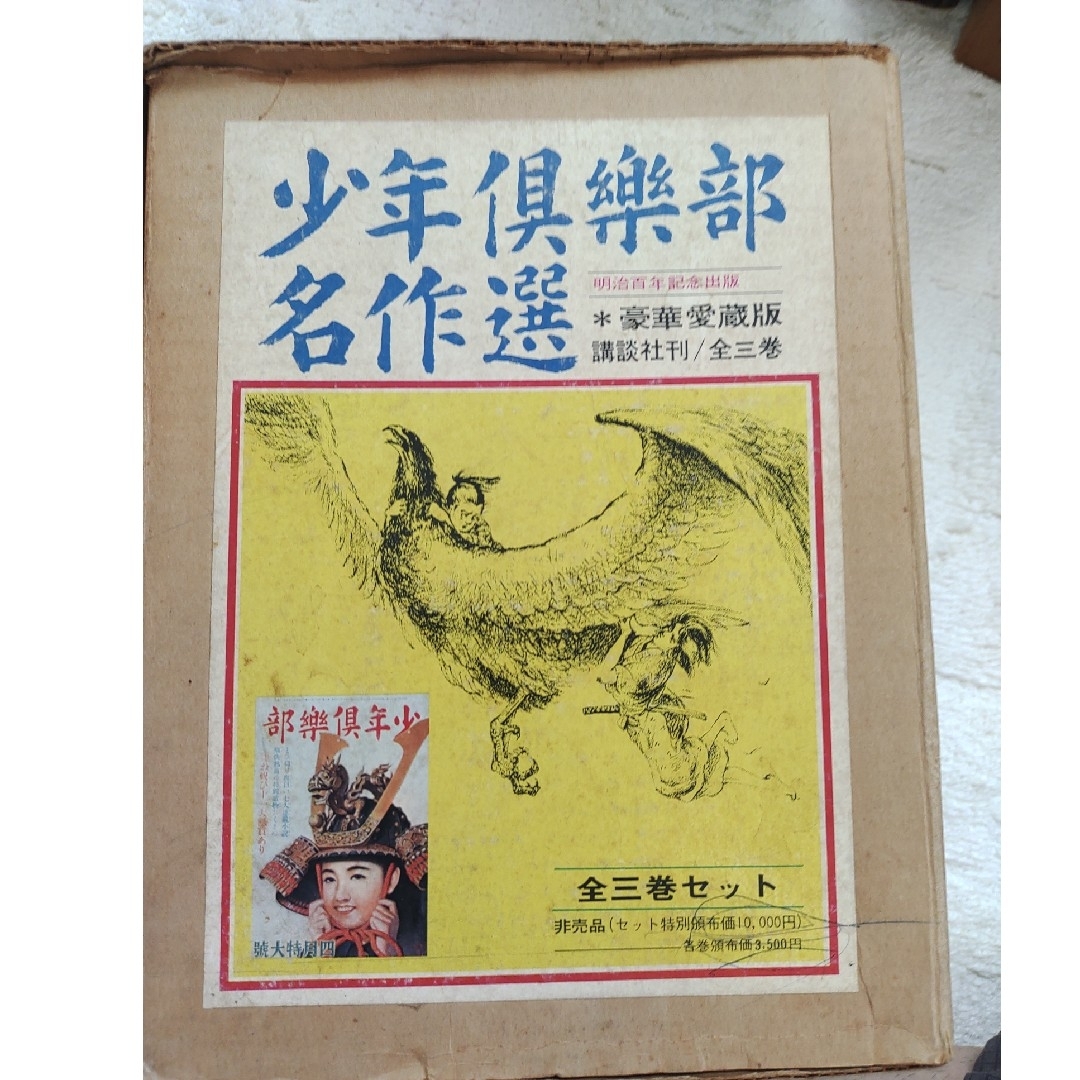 少年倶樂部
名作選
明治百年記念出版
＊豪華愛蔵版
講談社刊/全三巻
部樂倶年少
號大特月四
全三巻セット
非売品(セット特別頒布価10,000円)
各巻頒布価3,500円